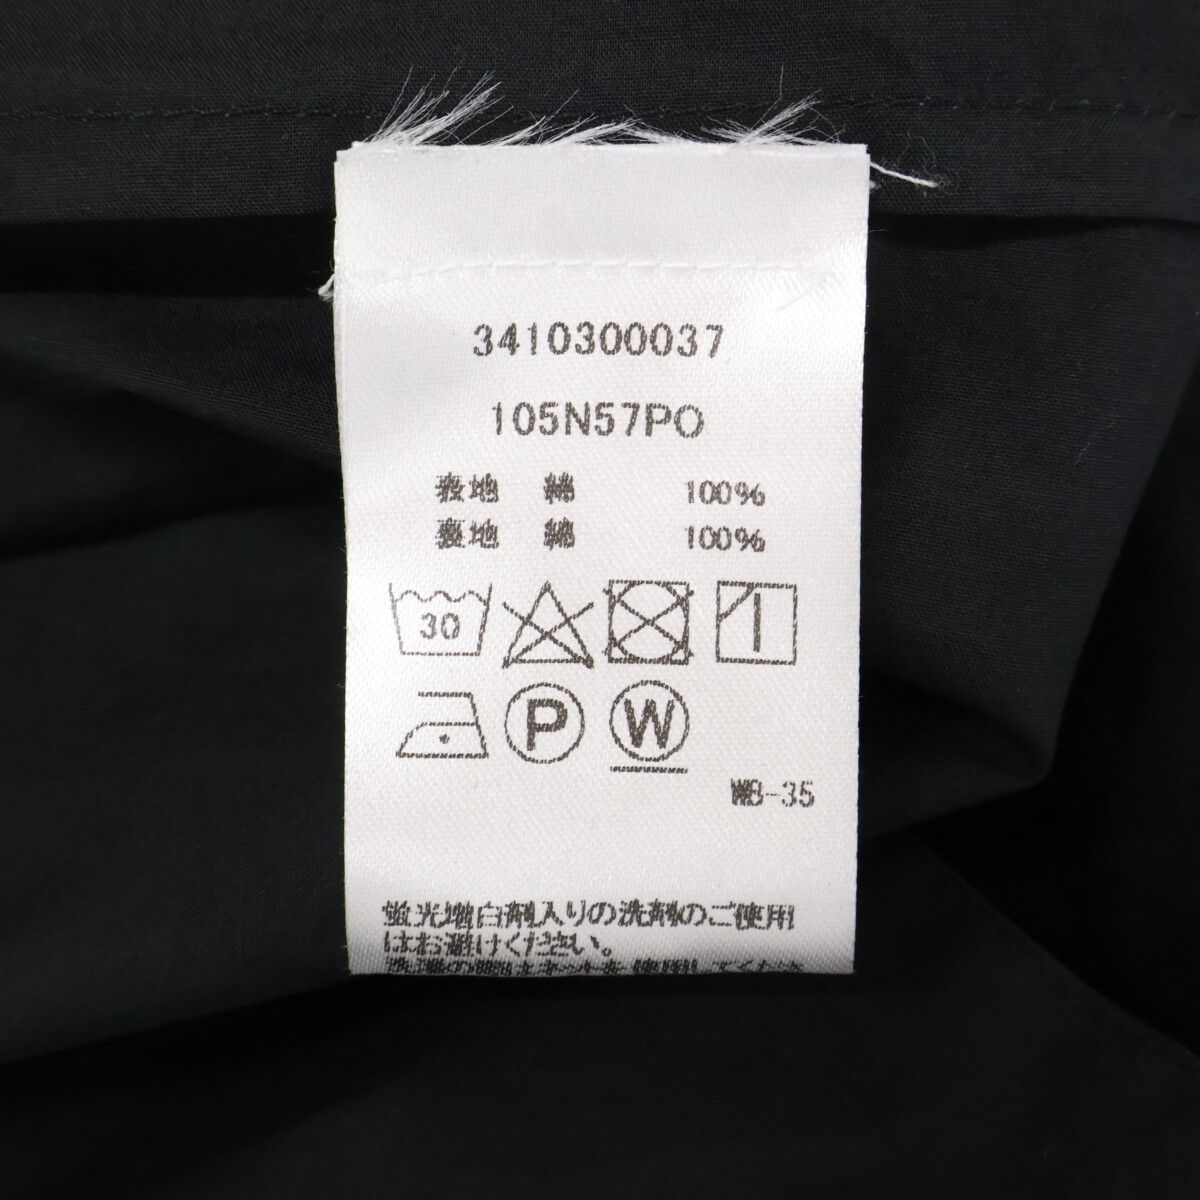 3410300037
105N57PO
表地 綿 100%
裏地 綿 100%
30
P
W
WB-35
蛍光増白剤入りの洗剤のご使用
はお避けください。